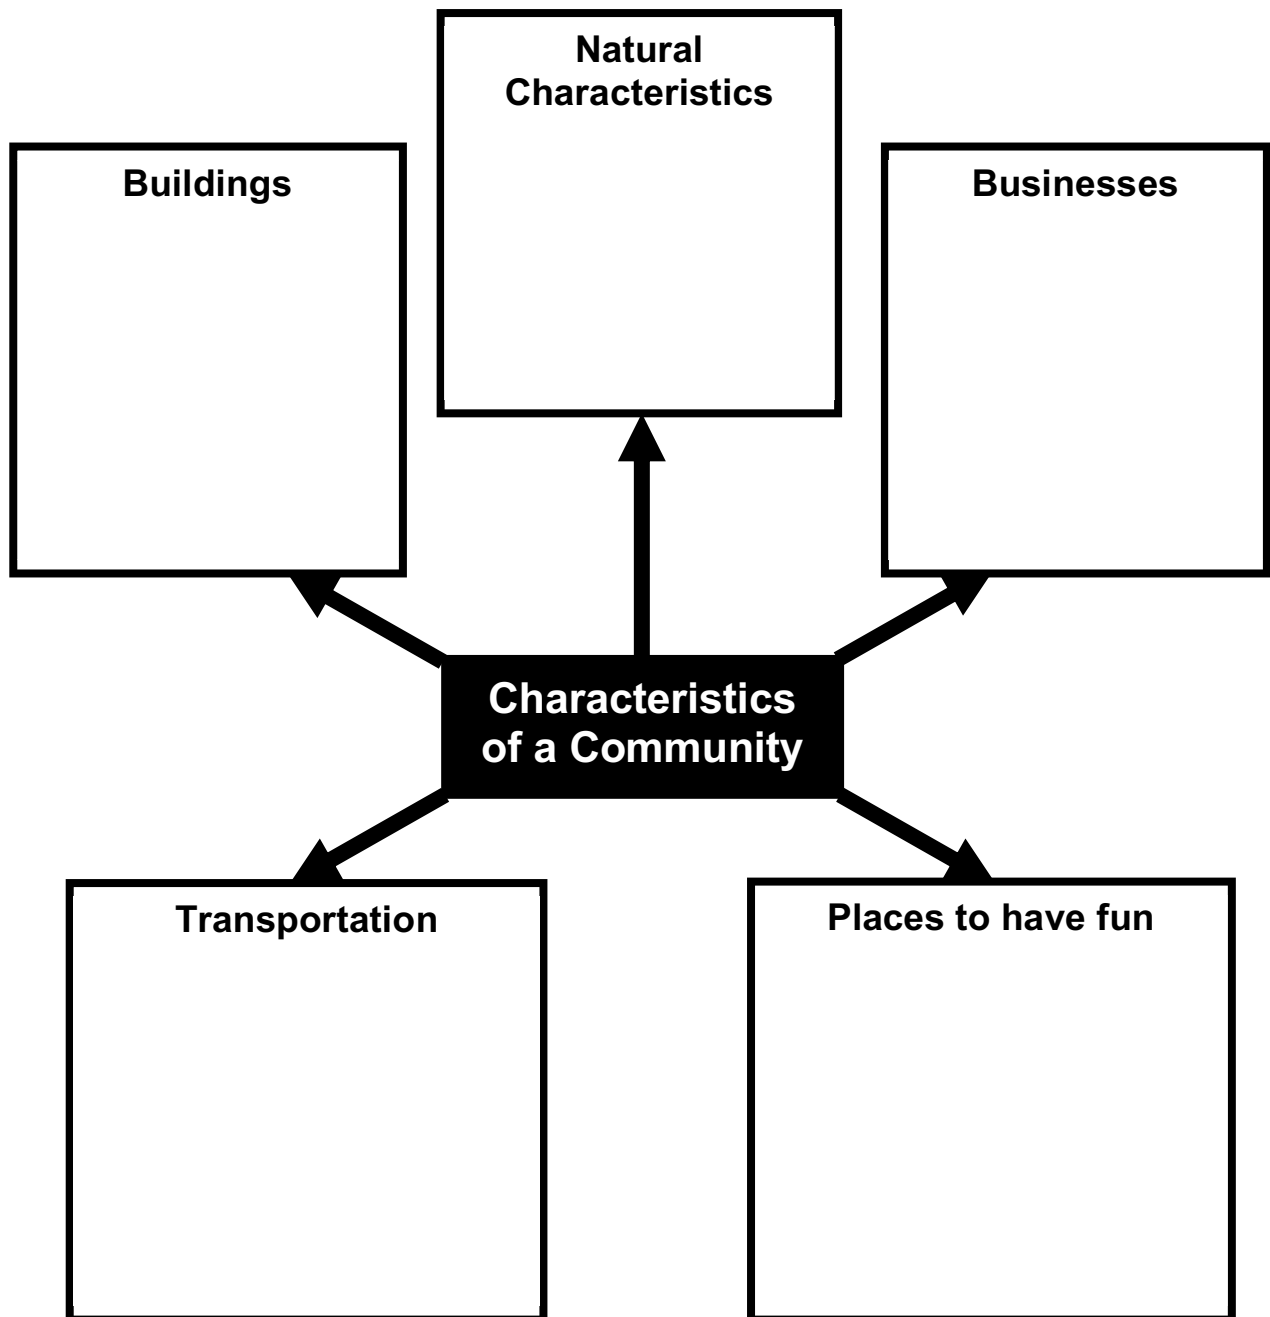 Natural
Characteristics
Buildings
Businesses
Characteristics
of a Community
Transportation
Places to have fun